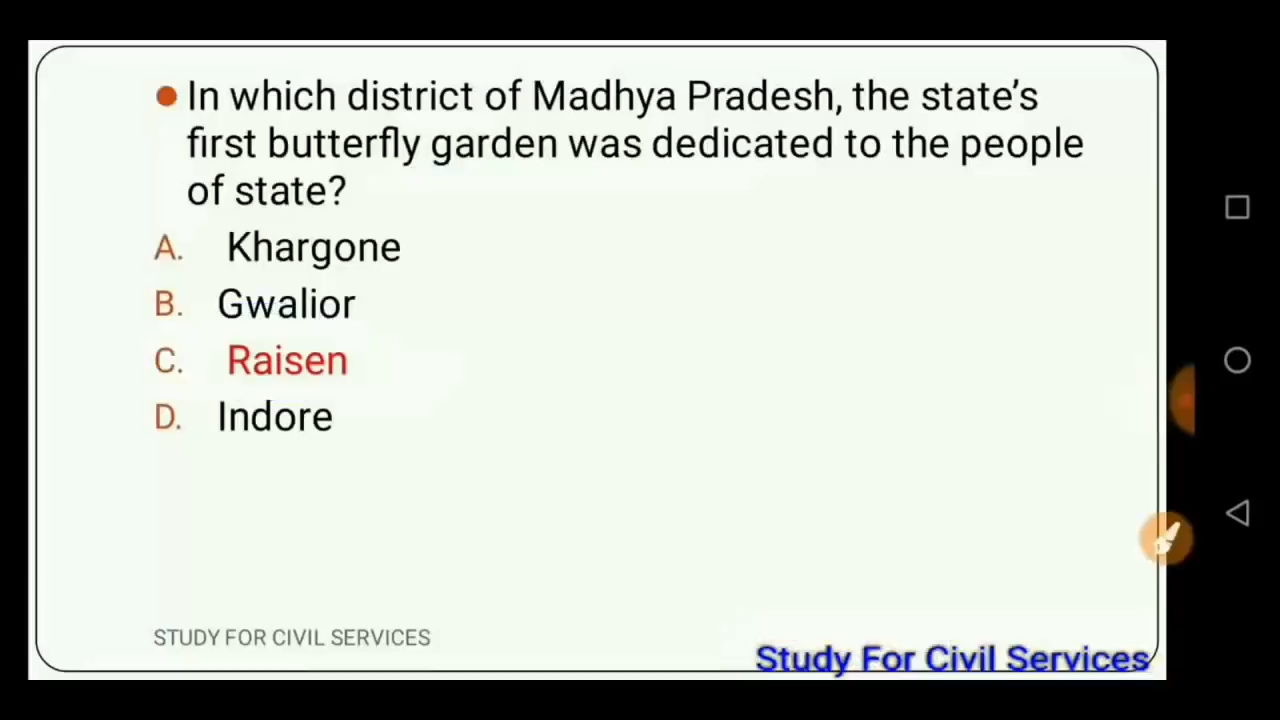 In which district of Madhya Pradesh, the state’s
first butterfly garden was dedicated to the people
of state?
A. Khargone
B. Gwalior
C. Raisen
D. Indore
STUDY FOR CIVIL SERVICES
Study For Civil Services